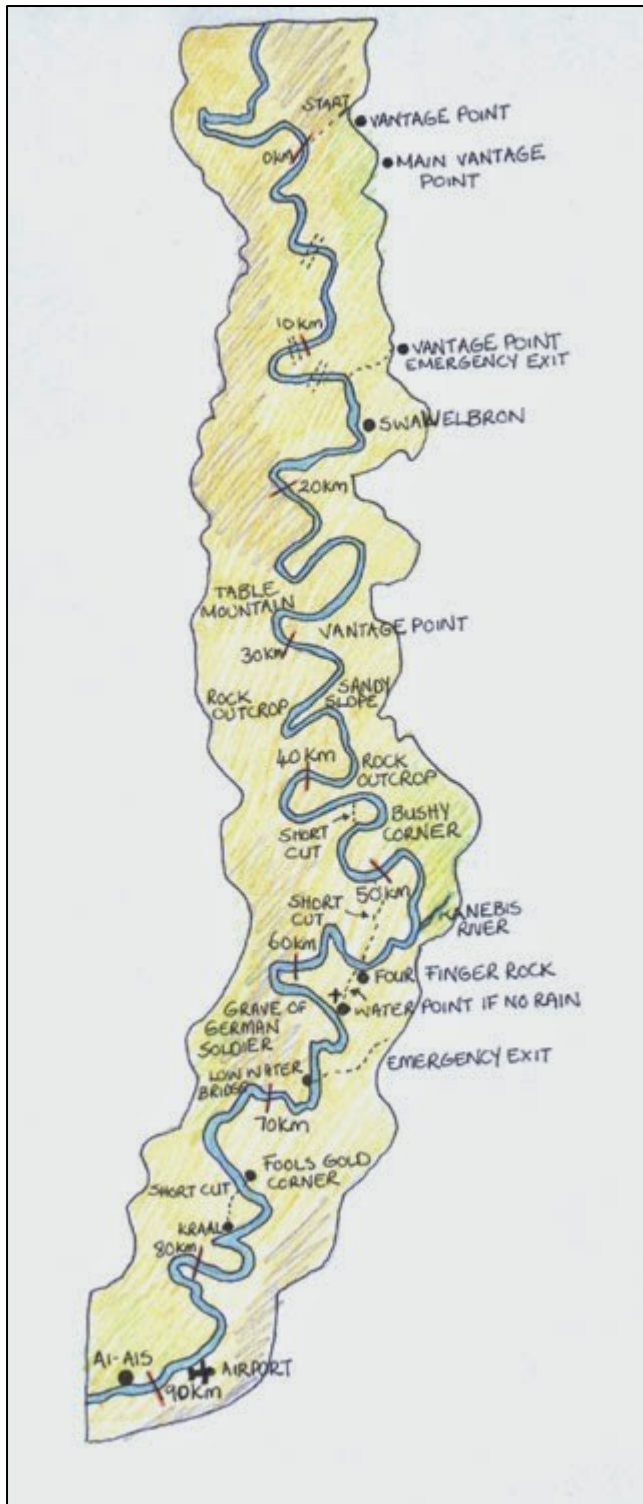 START
VANTAGE POINT
0km
MAIN VANTAGE
POINT
10km
VANTAGE POINT
EMERGENCY EXIT
SWAWELBRON
20km
TABLE
MOUNTAIN
VANTAGE POINT
30km
SANDY
SLOPE
ROCK
OUTCROP
40km
ROCK
OUTCROP
BUSHY
CORNER
SHORT
CUT
50km
SHORT
CUT
KANEBIS
RIVER
60km
FOUR FINGER ROCK
WATER POINT IF NO RAIN
GRAVE OF
GERMAN
SOLDIER
EMERGENCY EXIT
LOW WATER
BRIDGE
70km
FOOLS GOLD
CORNER
SHORT CUT
KRAAL
80km
AI-AIS
AIRPORT
90km